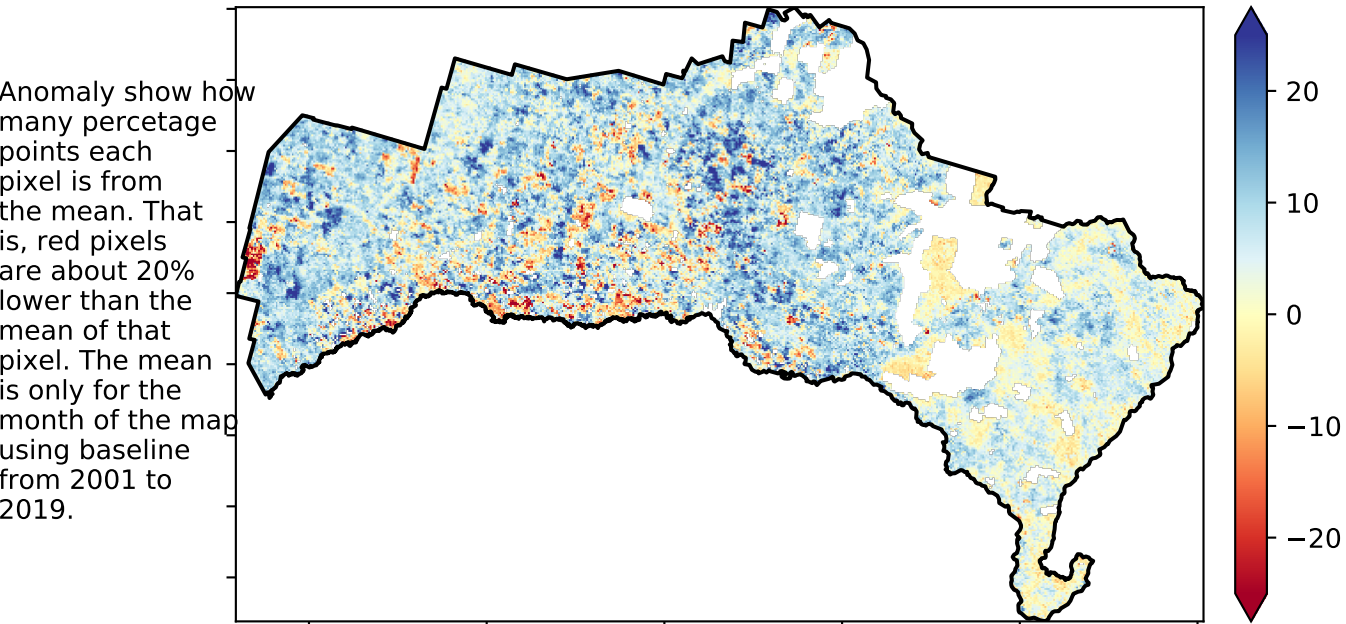 Anomaly show how
many percetage
points each
pixel is from
the mean. That
is, red pixels
are about 20%
lower than the
mean of that
pixel. The mean
is only for the
month of the map
using baseline
from 2001 to
2019.
20
10
0
−10
−20